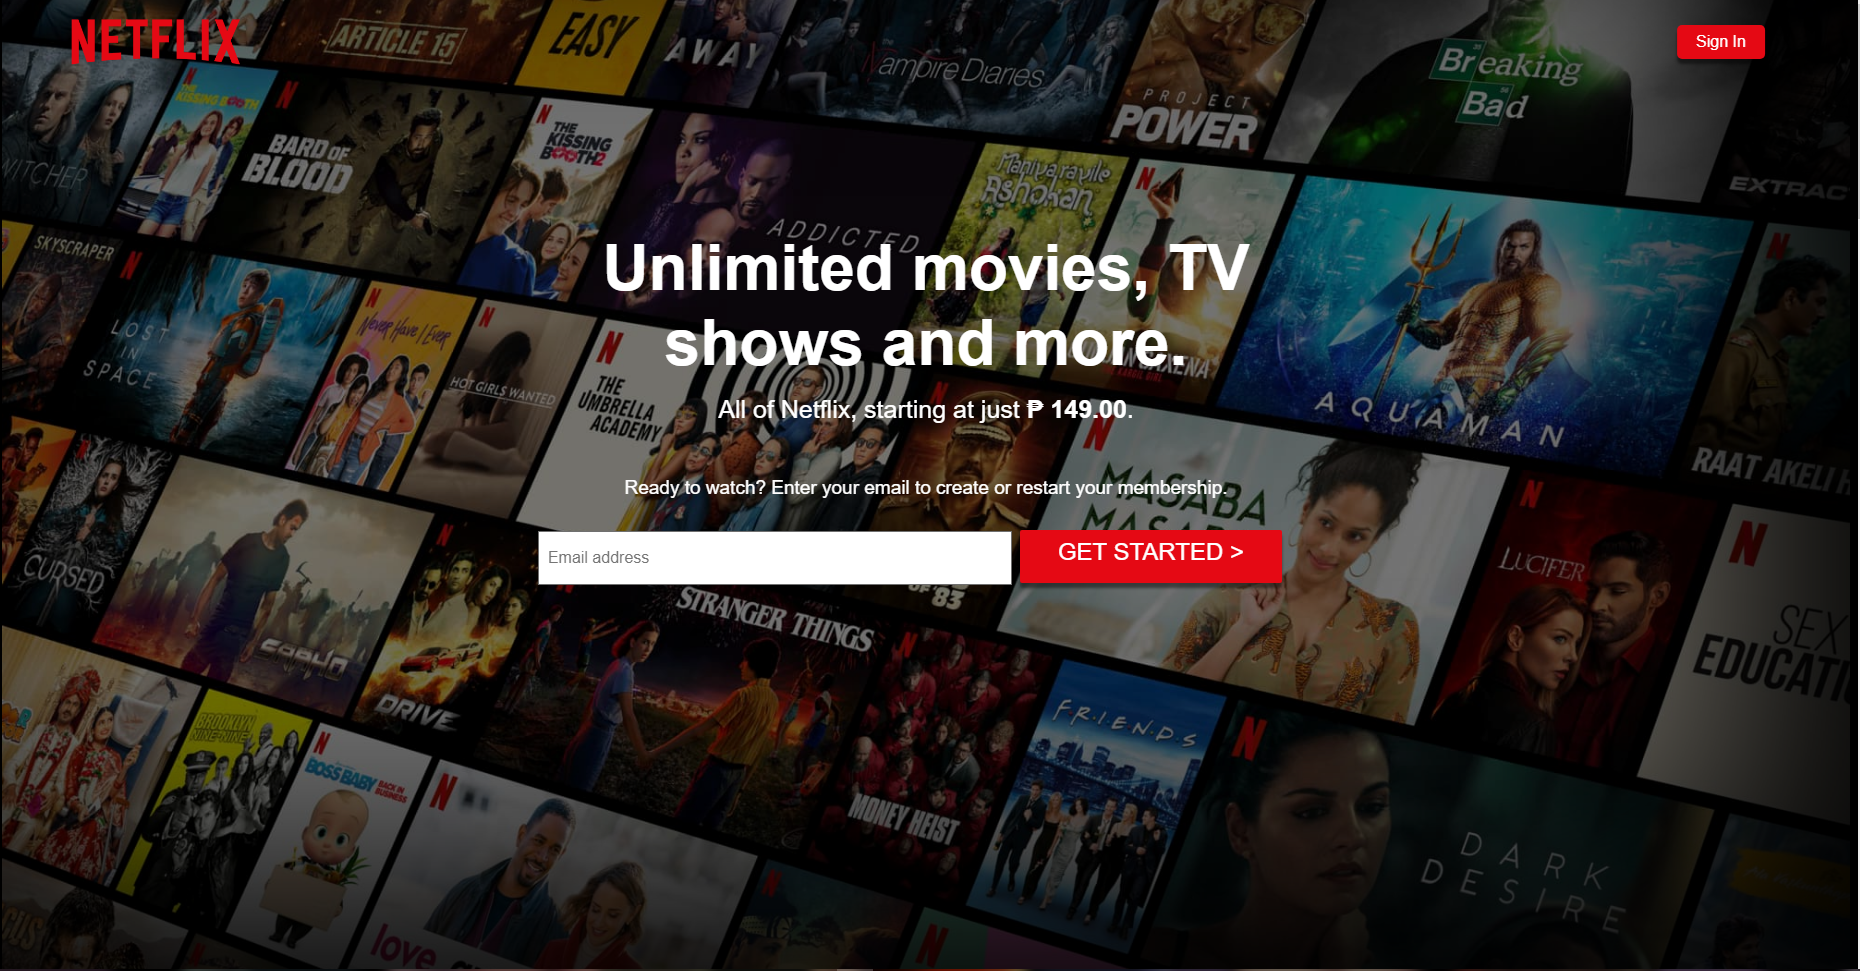 NETFLIX
Sign In
ARTICLE 15
EASY
AWAY
the
Vampire Diaries
PROJECT
POWER
Breaking
Bad
EXTRAC
WITCHER
THE
KISSING BOOTH
BARD OF
BLOOD
THE
KISSING
BOOTH2
ADDICTED
Maniyarayile
Ashokan
SKYSCRAPER
LOST
IN
SPACE
Never Have I Ever
HOT GIRLS WANTED
THE
UMBRELLA
ACADEMY
Unlimited movies, TV
shows and more.
All of Netflix, starting at just ₱ 149.00.
AQUAMAN
RAAT AKELI H
Ready to watch? Enter your email to create or restart your membership.
MASABA
MASABA
Email address
GET STARTED >
OF '83
CURSED
DRIVE
STRANGER THINGS
LUCIFER
SEX
EDUCATI
BROOKLYN
NINE-NINE
BOSS BABY
BACK IN
BUSINESS
MONEY HEIST
F·R·I·E·N·D·S
DARK
DESIRE
love